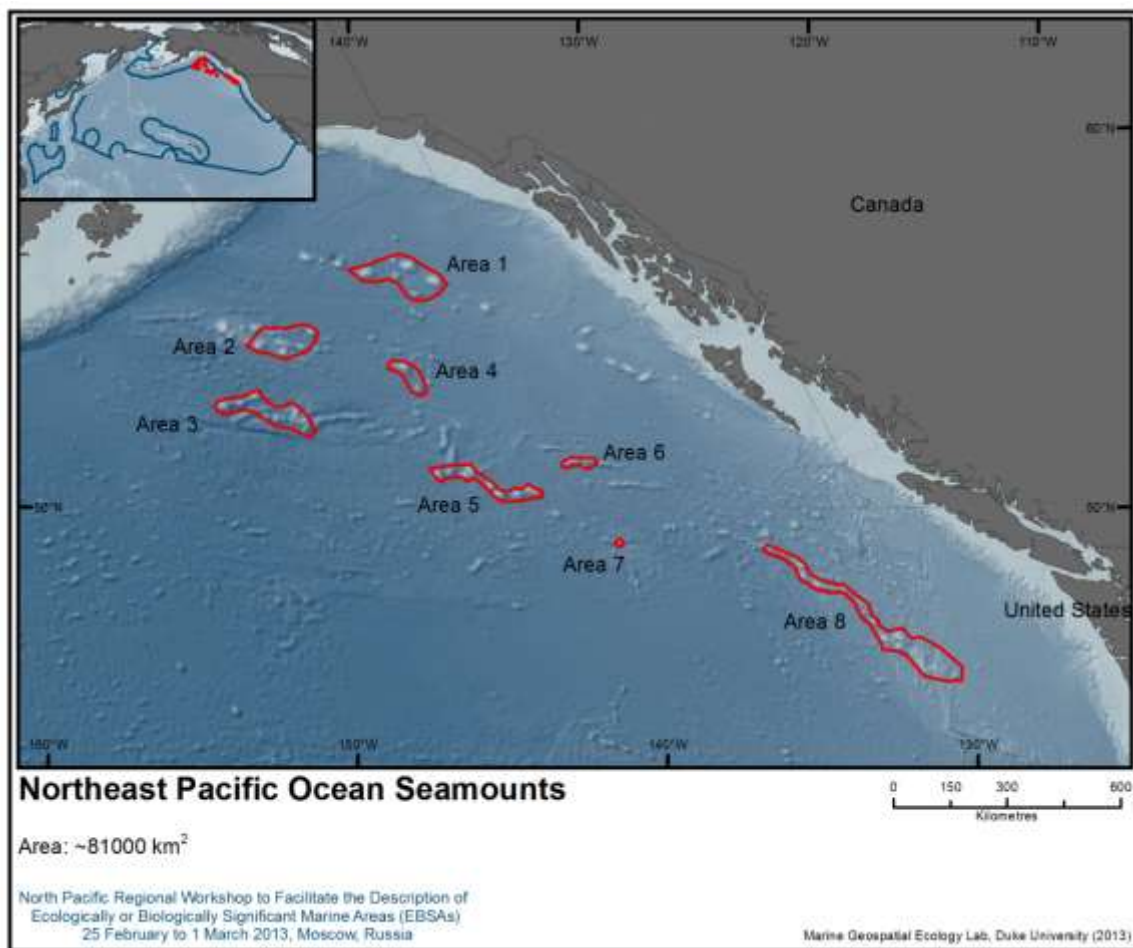 140°W
130°W
120°W
110°W
60°N
Canada
Area 1
Area 2
Area 4
Area 3
Area 6
Area 5
50°N
50°N
Area 7
United States
Area 8
160°W
150°W
140°W
130°W
Northeast Pacific Ocean Seamounts
0 150 300 600
Kilometres
Area: ~81000 km²
North Pacific Regional Workshop to Facilitate the Description of
Ecologically or Biologically Significant Marine Areas (EBSAs)
25 February to 1 March 2013, Moscow, Russia
Marine Geospatial Ecology Lab, Duke University (2013)